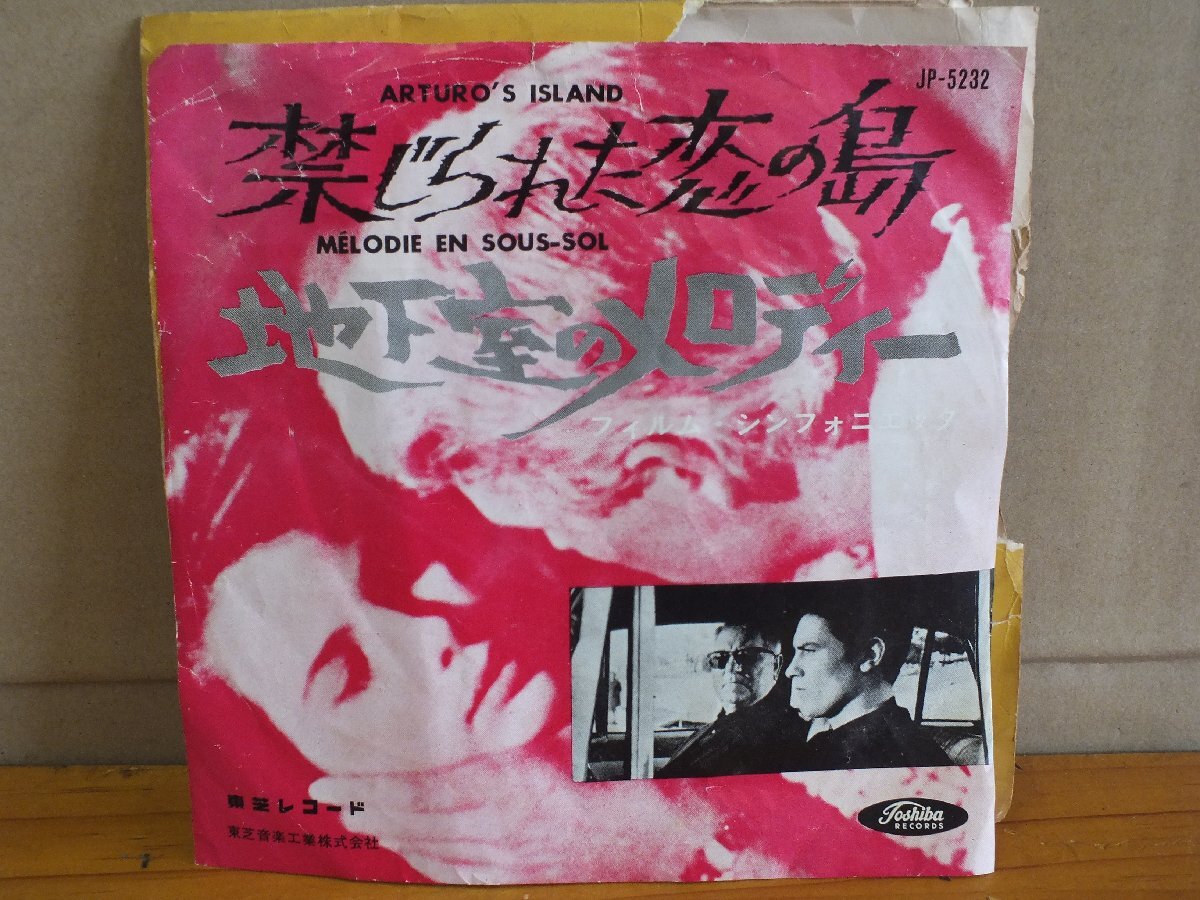 JP-5232
ARTURO'S ISLAND
禁じられた恋の島
MÉLODIE EN SOUS-SOL
地下室のメロディー
フィルム・シンフォニエッタ
東芝レコード
東芝音楽工業株式会社
Toshiba
RECORDS